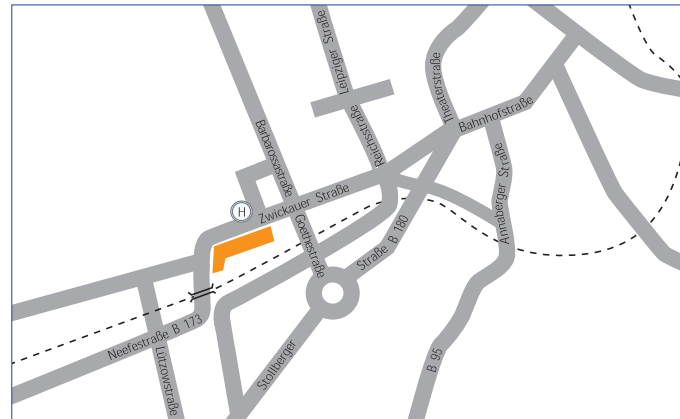 Leipziger Straße
Theaterstraße
Bahnhofstraße
Reichsstraße
Barbarossastraße
Annaberger Straße
H
Zwickauer Straße
Goethestraße
Straße B 180
Neefestraße B 173
Lützowstraße
Stollberger
B 95